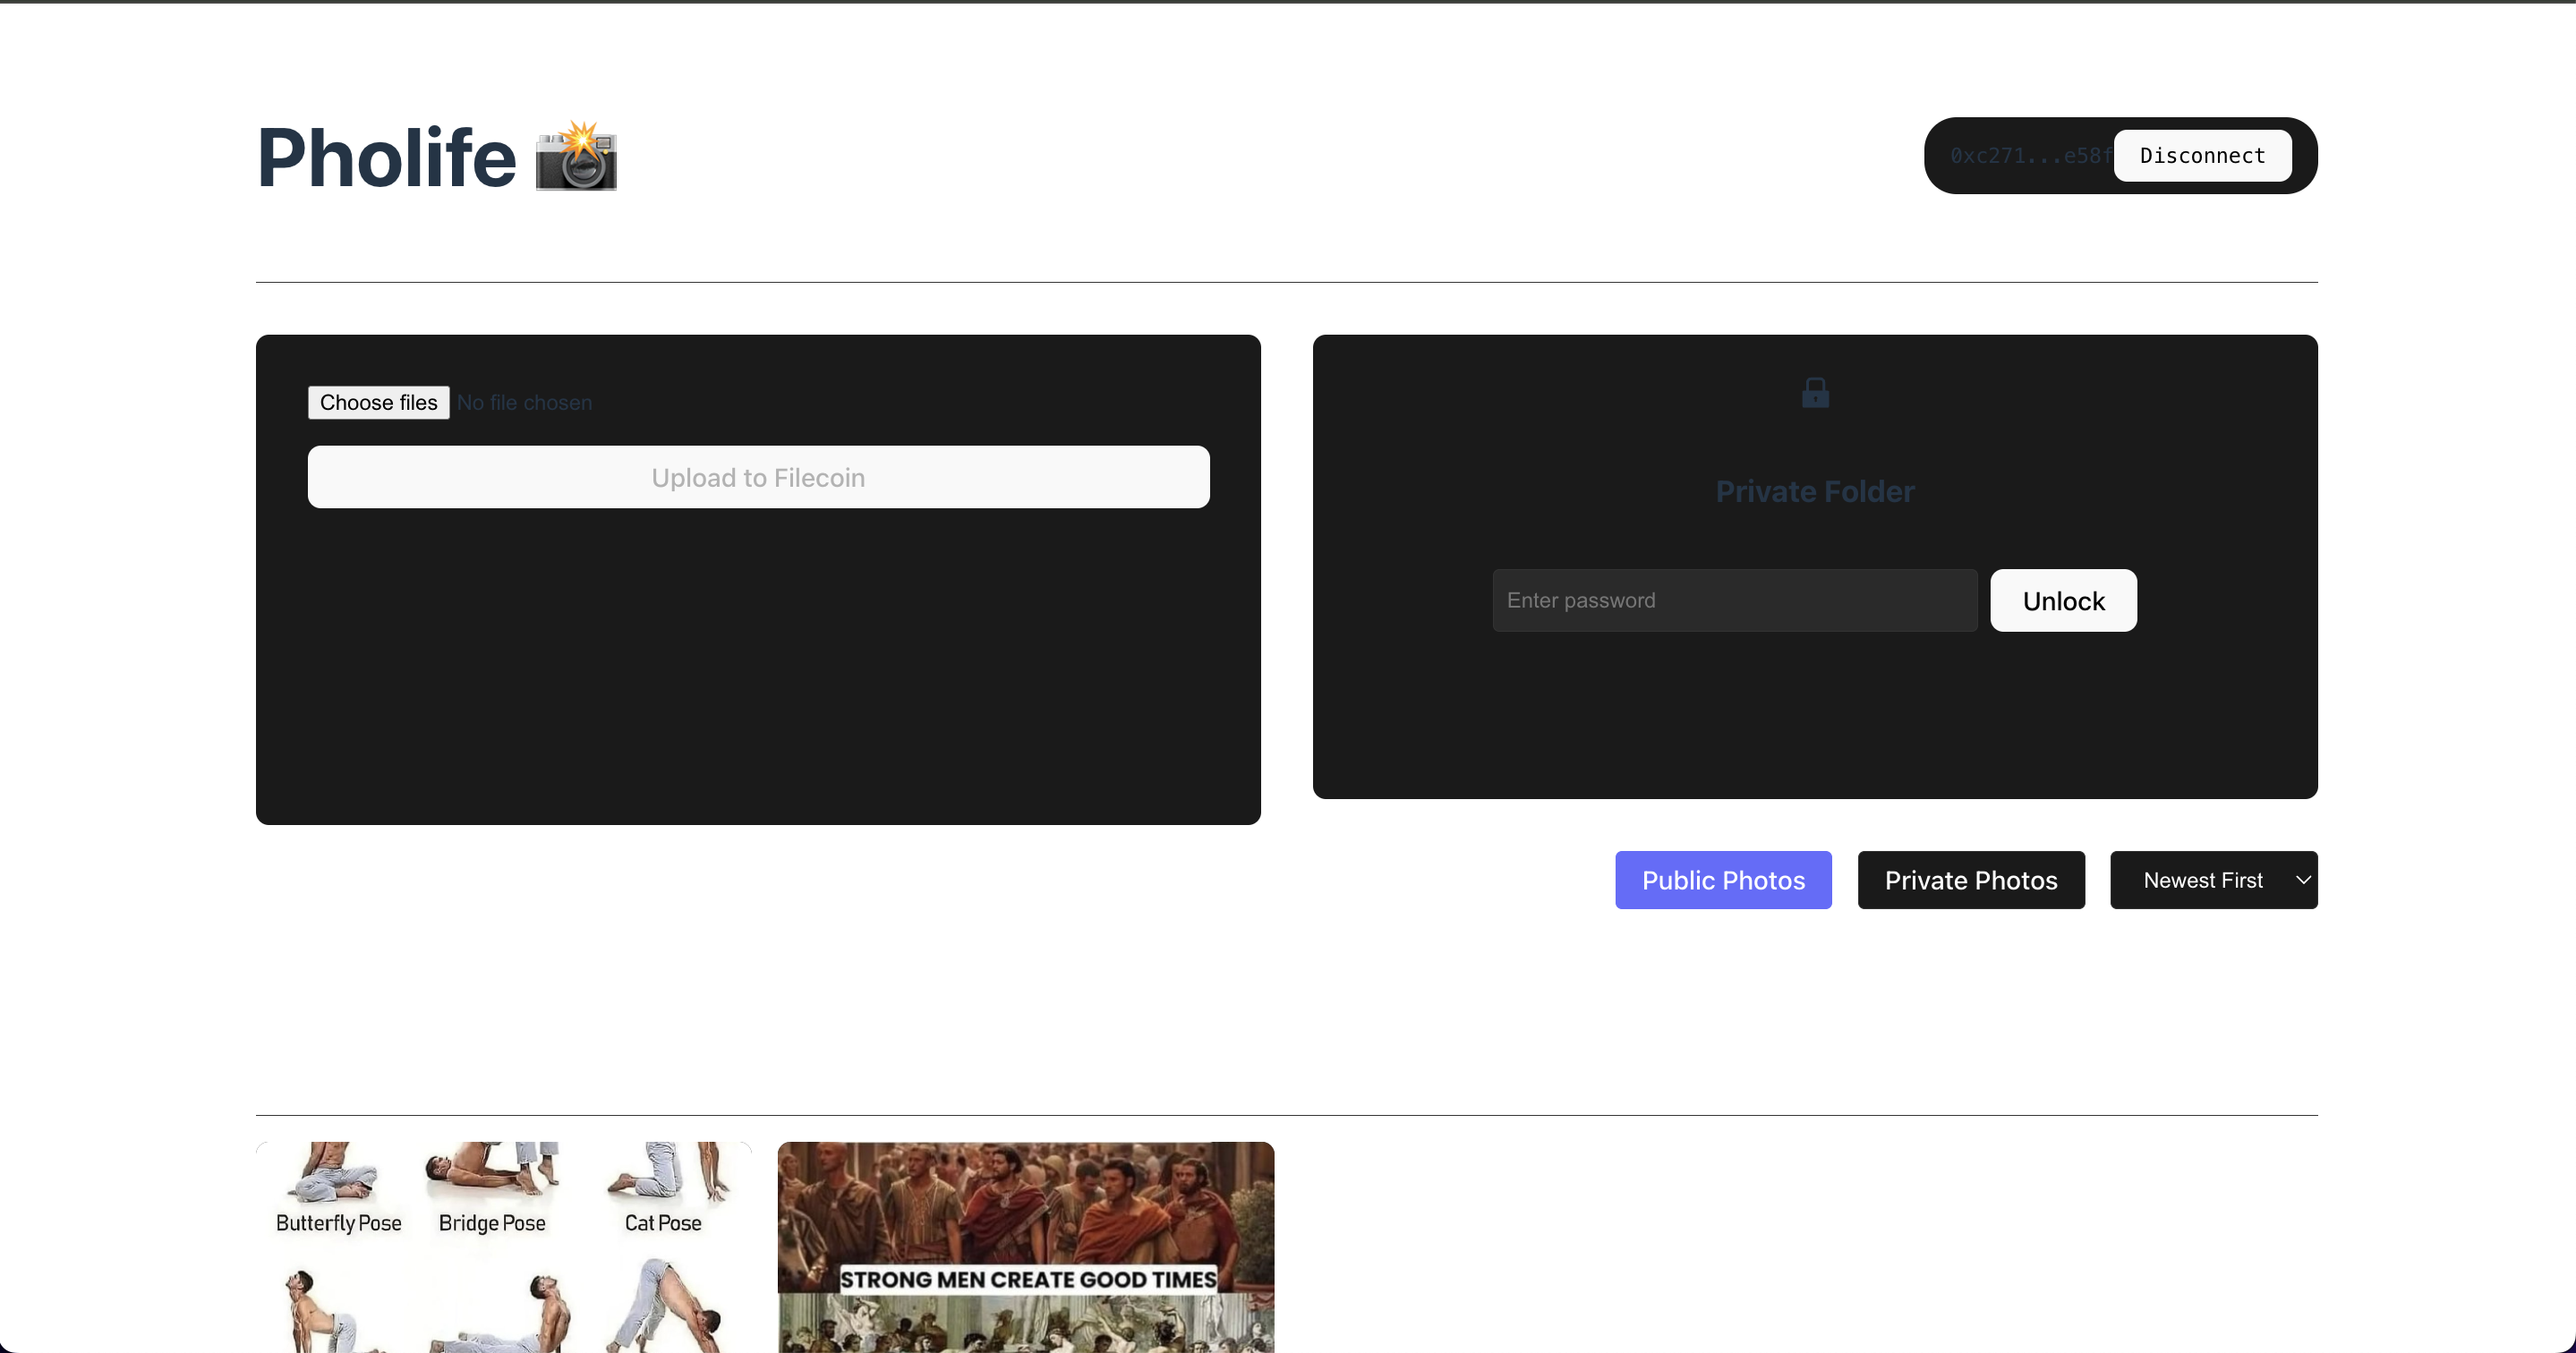 Pholife
0xc271...e58f Disconnect
Choose files No file chosen
Upload to Filecoin
Private Folder
Enter password Unlock
Public Photos Private Photos Newest First
Butterfly Pose Bridge Pose Cat Pose
STRONG MEN CREATE GOOD TIMES